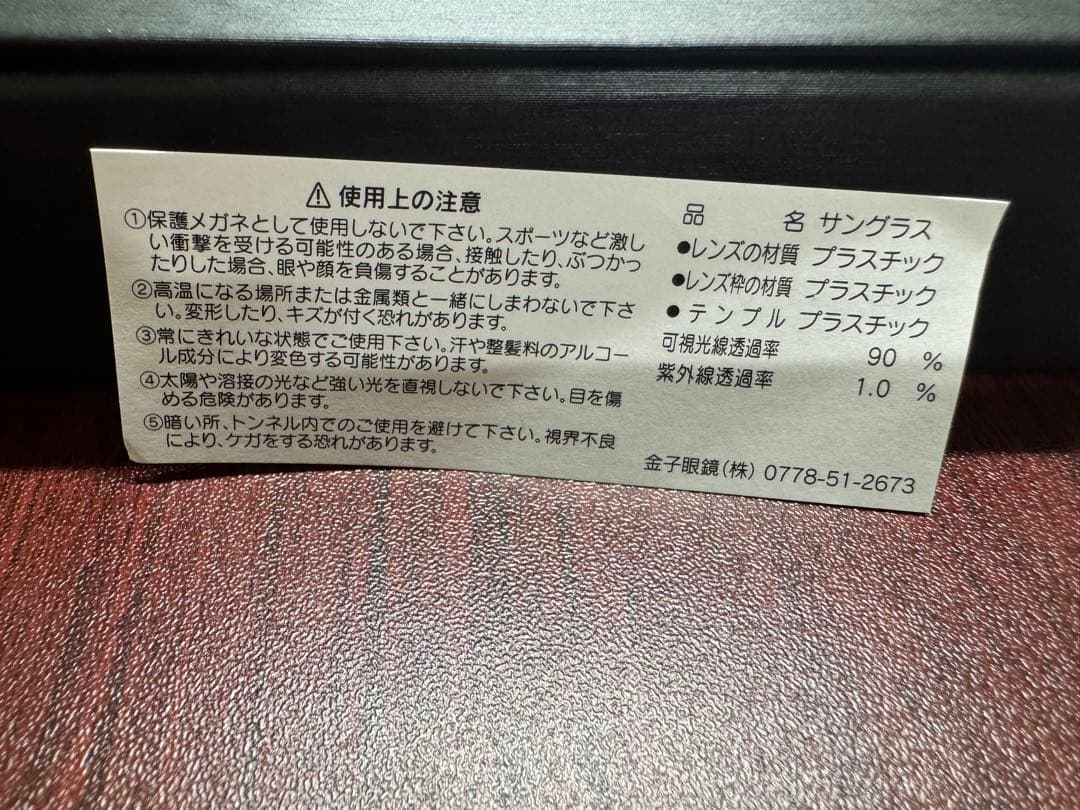 ⚠ 使用上の注意
①保護メガネとして使用しないで下さい。スポーツなど激し
い衝撃を受ける可能性のある場合、接触したり、ぶつかっ
たりした場合、眼や顔を負傷することがあります。
②高温になる場所または金属類と一緒にしまわないで下さ
い。変形したり、キズが付く恐れがあります。
③常にきれいな状態でご使用下さい。汗や整髪料のアルコー
ル成分により変色する可能性があります。
④太陽や溶接の光など強い光を直視しないで下さい。目を傷
める危険があります。
⑤暗い所、トンネル内でのご使用を避けて下さい。視界不良
により、ケガをする恐れがあります。
品 名 サングラス
●レンズの材質 プラスチック
●レンズ枠の材質 プラスチック
●テンプル プラスチック
可視光線透過率 90 %
紫外線透過率 1.0 %
金子眼鏡(株) 0778-51-2673